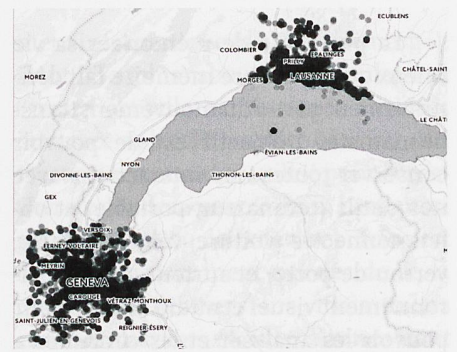 ECUBLENS
COLOMBIER
EPALINGES
PRILLY
MOREZ
LAUSANNE
CHÂTEL-SAINT
MORGES
LE CHÂT
GLAND
ÉVIAN-LES-BAINS
NYON
DIVONNE-LES-BAINS
THONON-LES-BAINS
GEX
VERSOIX
FERNEY-VOLTAIRE
MEYRIN
GENEVA
CAROUGE
VÉTRAZ-MONTHOUX
SAINT-JULIEN-EN-GENEVOIS
REIGNIER-ÉSERY